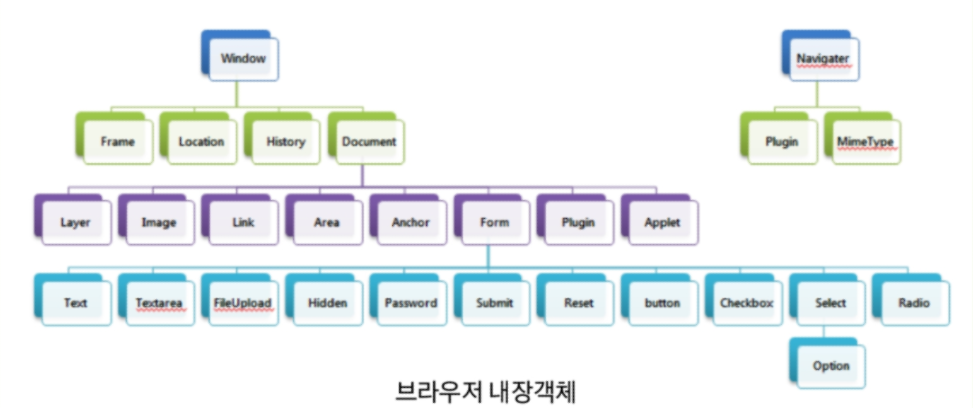 Window Navigater
Frame Location History Document Plugin MimeType
Layer Image Link Area Anchor Form Plugin Applet
Text Textarea FileUpload Hidden Password Submit Reset button Checkbox Select Radio
Option
브라우저 내장객체